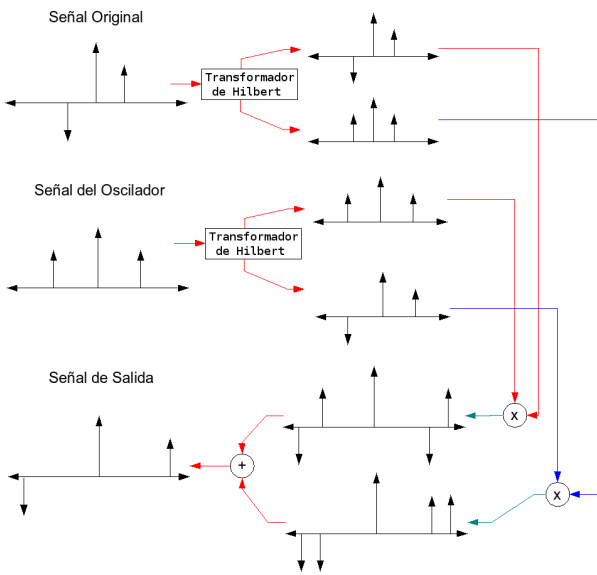 Señal Original
Transformador
de Hilbert
Señal del Oscilador
Transformador
de Hilbert
Señal de Salida
x
+
x